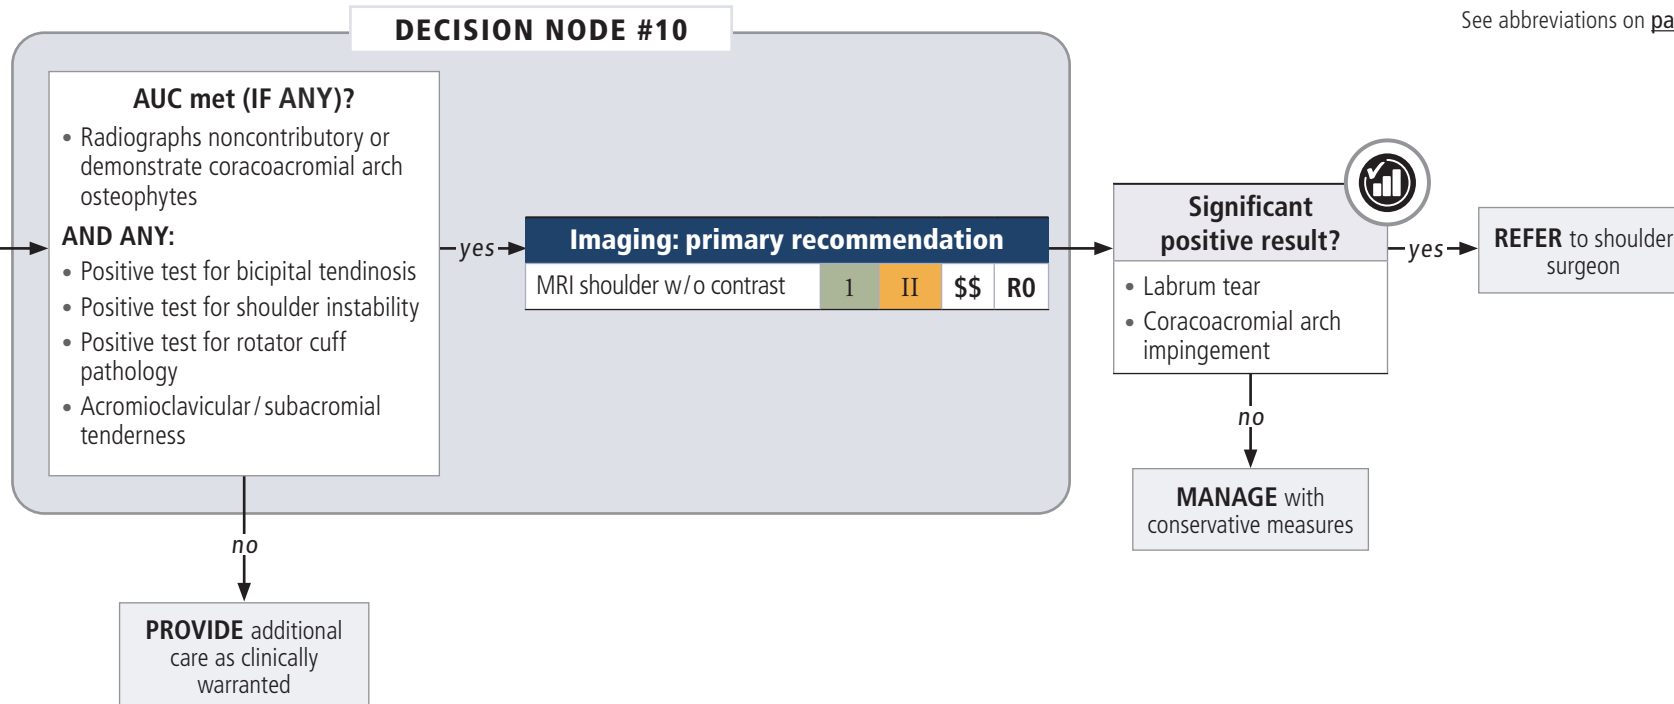 DECISION NODE #10
See abbreviations on
AUC met (IF ANY)?
• Radiographs noncontributory or
demonstrate coracoacromial arch
osteophytes
AND ANY:
• Positive test for bicipital tendinosis
• Positive test for shoulder instability
• Positive test for rotator cuff
pathology
• Acromioclavicular/subacromial
tenderness
yes
Imaging: primary recommendation
MRI shoulder w/o contrast 1 II $$ R0
Significant
positive result?
• Labrum tear
• Coracoacromial arch
impingement
yes
REFER to shoulder
surgeon
no
MANAGE with
conservative measures
no
PROVIDE additional
care as clinically
warranted